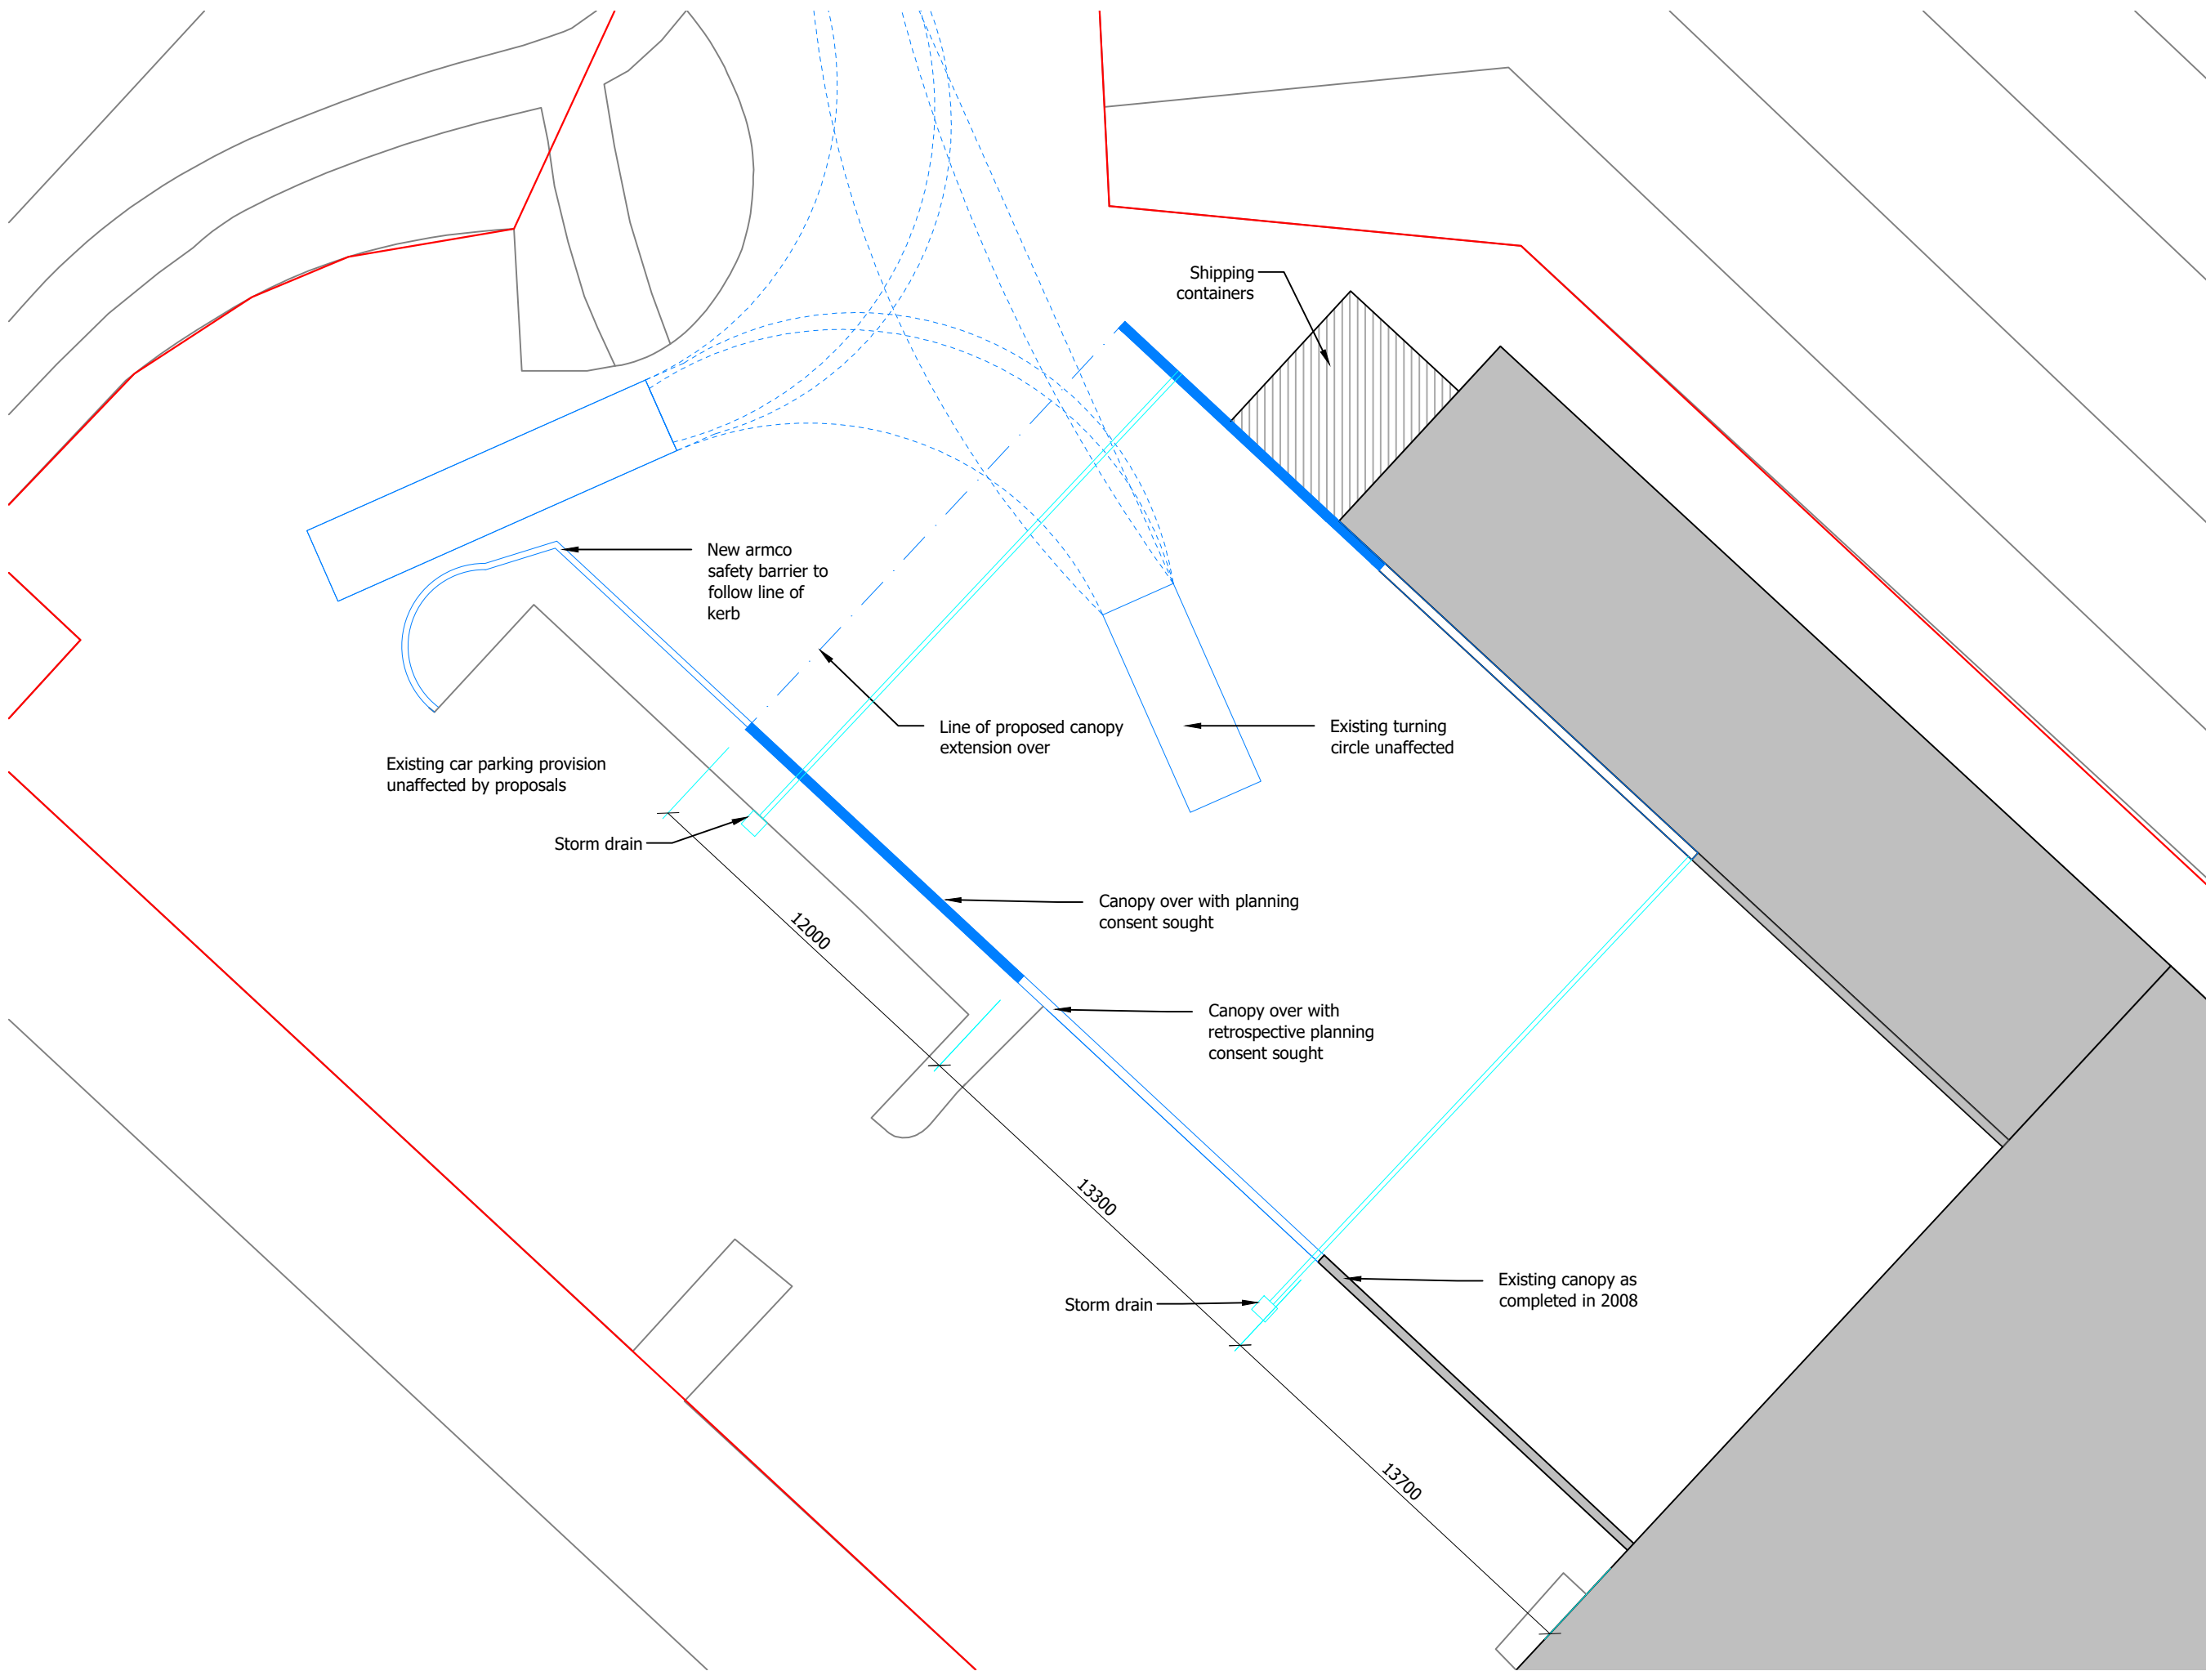 Shipping
containers
New armco
safety barrier to
follow line of
kerb
Line of proposed canopy
extension over
Existing turning
circle unaffected
Existing car parking provision
unaffected by proposals
Storm drain
Canopy over with planning
consent sought
12000
Canopy over with
retrospective planning
consent sought
13300
Existing canopy as
completed in 2008
Storm drain
13700